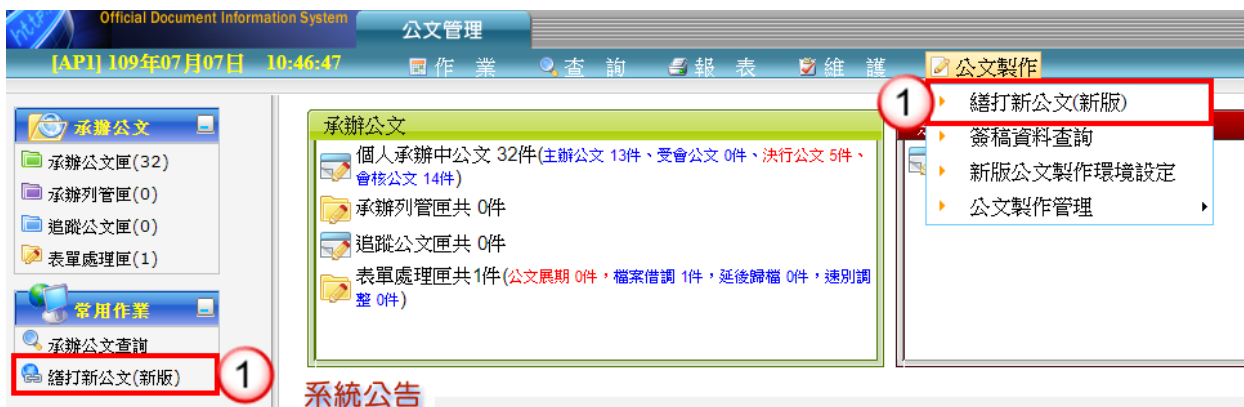 Official Document Information System
公文管理
[AP1] 109年07月07日 10:46:47
作 業 查 詢 報 表 維 護 公文製作
1 繕打新公文(新版)
簽稿資料查詢
新版公文製作環境設定
公文製作管理
承辦公文
承辦公文匣(32)
承辦列管匣(0)
追蹤公文匣(0)
表單處理匣(1)
常用作業
承辦公文查詢
繕打新公文(新版) 1
承辦公文
個人承辦中公文 32件(主辦公文 13件、受會公文 0件、決行公文 5件、
會核公文 14件)
承辦列管匣共 0件
追蹤公文匣共 0件
表單處理匣共1件(公文展期 0件，檔案借調 1件，延後歸檔 0件，速別調
整 0件)
系統公告